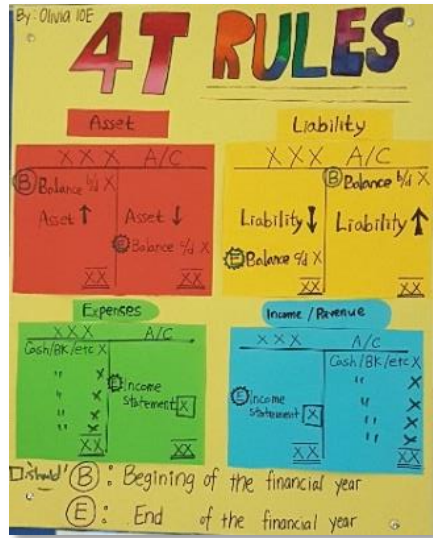 By: Olivia 10E
4T RULES
Asset
XXX A/C
Ⓑ Balance b/d X
Asset ↑
Asset ↓
Ⓔ Balance c/d X
XX XX
Liability
XXX A/C
Ⓑ Balance b/d X
Liability ↓ Liability ↑
Ⓔ Balance c/d X
XX XX
Expenses
XXX A/C
Cash/BK/etc X
" X
" X
" X
" X
Ⓔ Income
statement X
XX XX
Income / Revenue
XXX A/C
Cash/BK/etc X
" X
" X
" X
" X
Ⓔ Income
statement X
XX XX
Ⓑ: Begining of the financial year
Ⓔ: End of the financial year